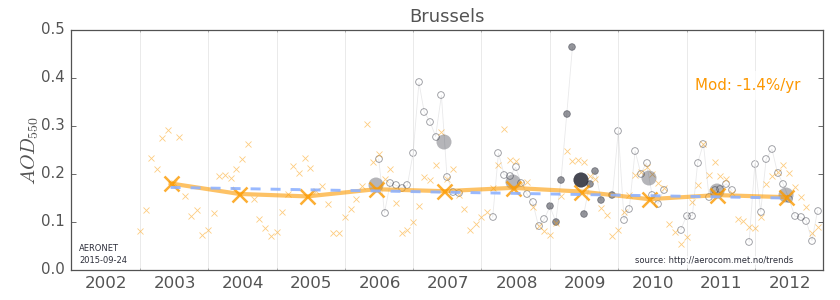 Brussels
0.5
0.4
0.3
0.2
0.1
0.0
AOD550
Mod: -1.4%/yr
AERONET
2015-09-24
source: http://aerocom.met.no/trends
2002 2003 2004 2005 2006 2007 2008 2009 2010 2011 2012